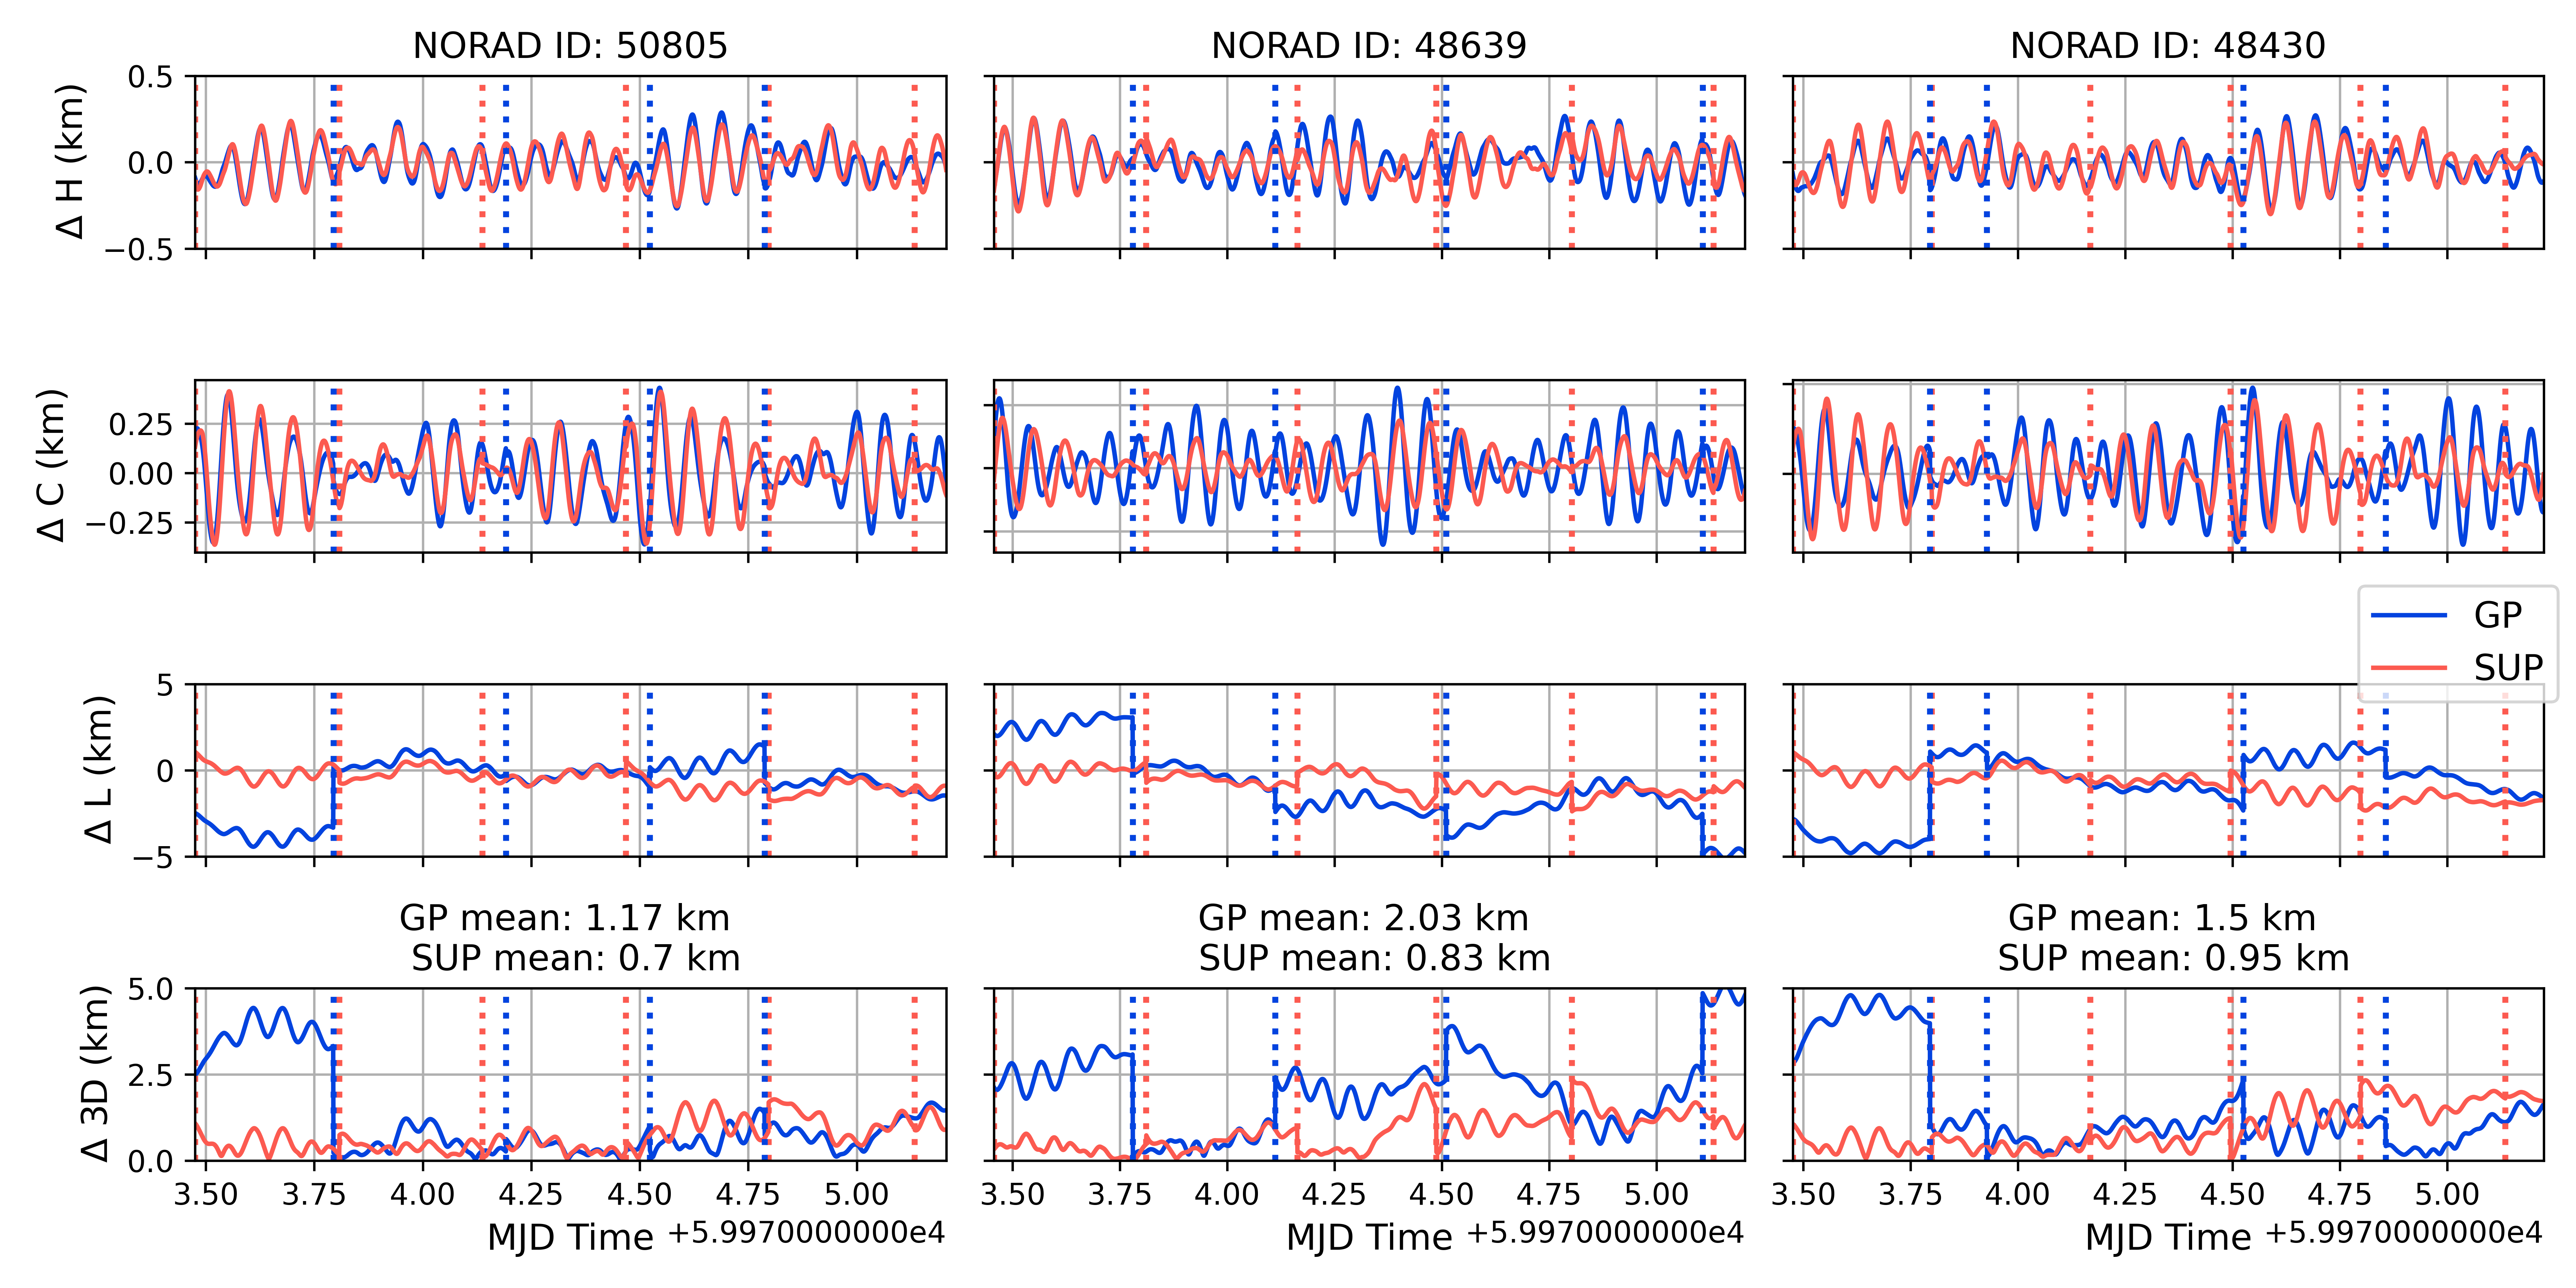 NORAD ID: 50805 NORAD ID: 48639 NORAD ID: 48430
0.5
Δ H (km)
0.0
−0.5
Δ C (km)
0.25
0.00
−0.25
GP
SUP
Δ L (km)
5
0
−5
GP mean: 1.17 km GP mean: 2.03 km GP mean: 1.5 km
SUP mean: 0.7 km SUP mean: 0.83 km SUP mean: 0.95 km
Δ 3D (km)
5.0
2.5
0.0
3.50 3.75 4.00 4.25 4.50 4.75 5.00 3.50 3.75 4.00 4.25 4.50 4.75 5.00 3.50 3.75 4.00 4.25 4.50 4.75 5.00
MJD Time +5.9970000000e4 MJD Time +5.9970000000e4 MJD Time +5.9970000000e4